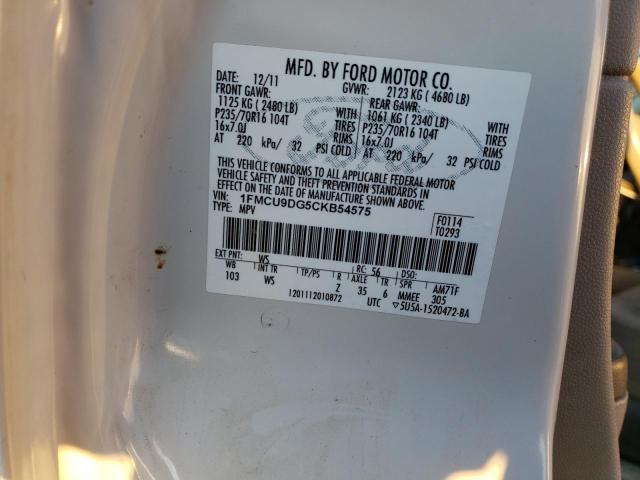 MFD. BY FORD MOTOR CO.
DATE: 12/11 GVWR: 2123 KG ( 4680 LB)
FRONT GAWR: REAR GAWR:
1125 KG ( 2480 LB) WITH 1061 KG ( 2340 LB) WITH
P235/70R16 104T TIRES P235/70R16 104T TIRES
16x7.0J RIMS 16x7.0J RIMS
AT 220 kPa/ 32 PSI COLD AT 220 kPa/ 32 PSI COLD
THIS VEHICLE CONFORMS TO ALL APPLICABLE FEDERAL MOTOR
VEHICLE SAFETY AND THEFT PREVENTION STANDARDS IN
EFFECT ON THE DATE OF MANUFACTURE SHOWN ABOVE.
VIN: 1FMCU9DG5CKB54575
TYPE: MPV
F0114
T0293
EXT PNT: WS RC: 56 DSO:
WB INT TR TP/PS R AXLE TR SPR AM71F
103 WS Z 35 6 MMEE 305
1201112010872 UTC ▽5U5A-1520472-BA